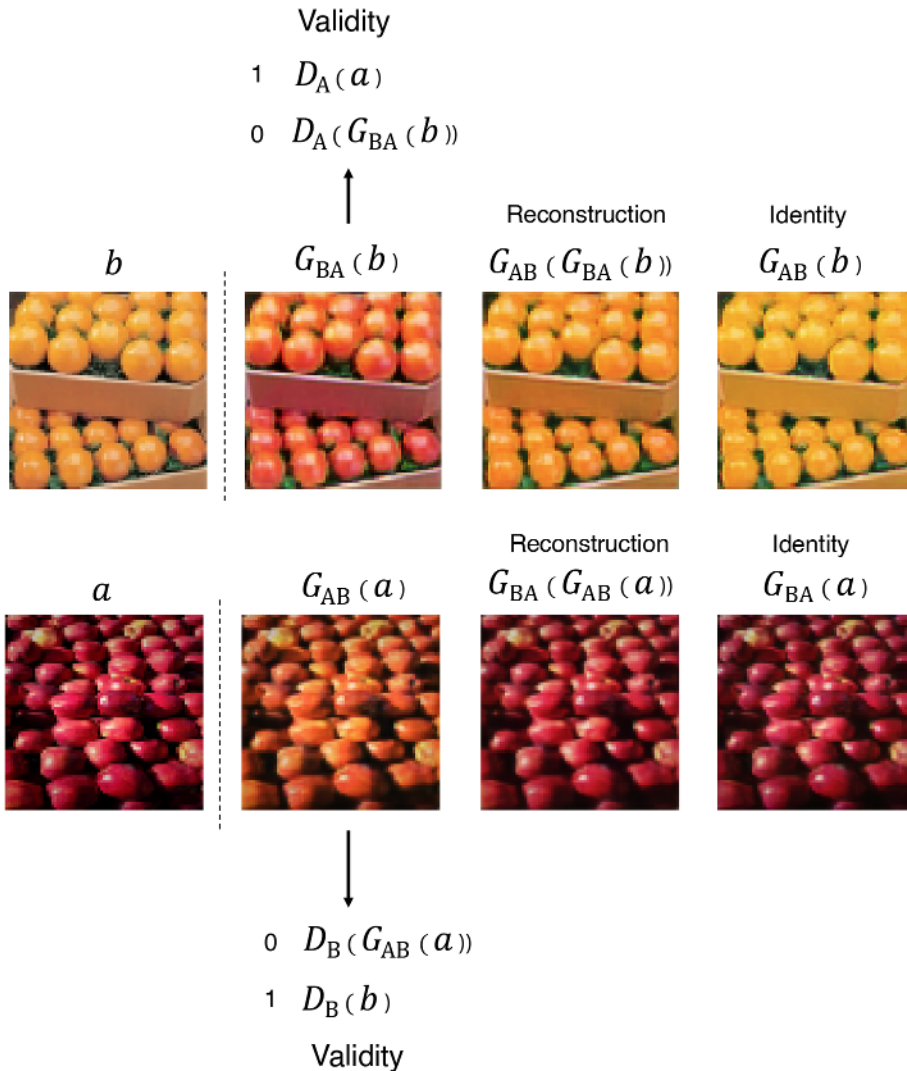 Validity
1 D_A(a)
0 D_A(G_BA(b))
Reconstruction Identity
b G_BA(b) G_AB(G_BA(b)) G_AB(b)
Reconstruction Identity
a G_AB(a) G_BA(G_AB(a)) G_BA(a)
0 D_B(G_AB(a))
1 D_B(b)
Validity